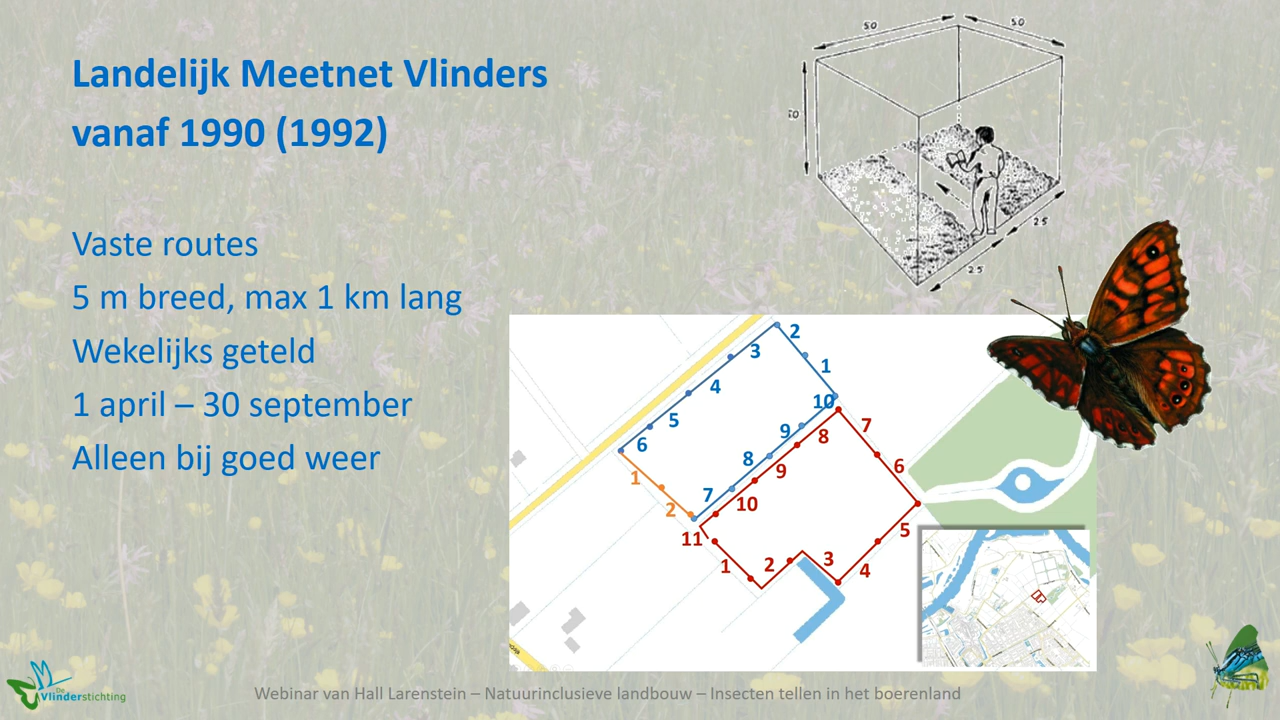 Landelijk Meetnet Vlinders
vanaf 1990 (1992)
Vaste routes
5 m breed, max 1 km lang
Wekelijks geteld
1 april – 30 september
Alleen bij goed weer
50
50
25
25
2
3
1
4
10
5
7
9
8
6
8
6
9
1
7
10
2
5
11
3
2
1
4
De
Vlinderstichting
Webinar van Hall Larenstein – Natuurinclusieve landbouw – Insecten tellen in het boerenland